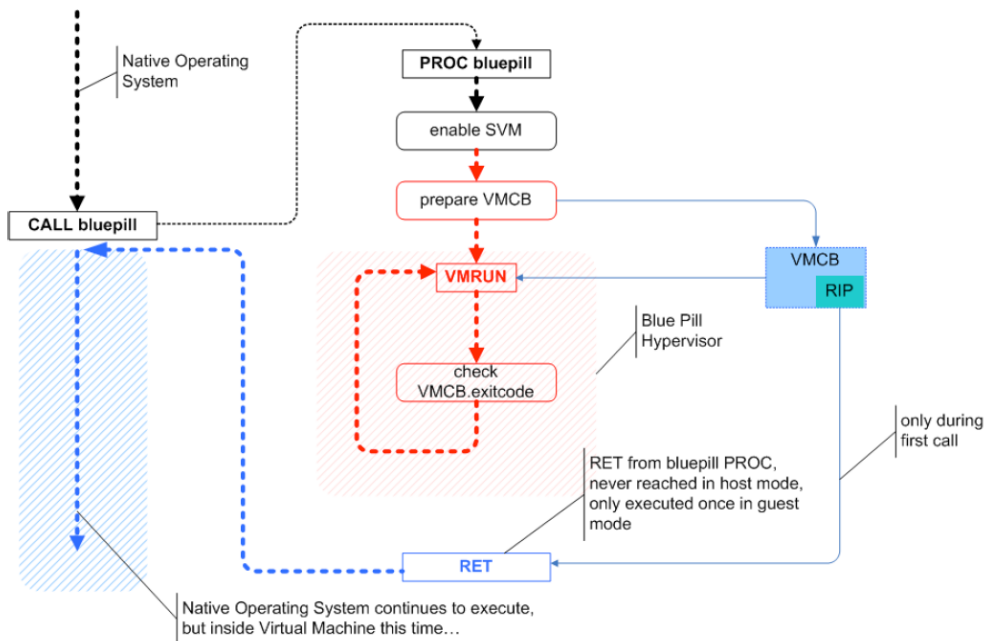 Native Operating
System
PROC bluepill
enable SVM
prepare VMCB
CALL bluepill
VMRUN
VMCB
RIP
Blue Pill
Hypervisor
check
VMCB.exitcode
only during
first call
RET from bluepill PROC,
never reached in host mode,
only executed once in guest
mode
RET
Native Operating System continues to execute,
but inside Virtual Machine this time…